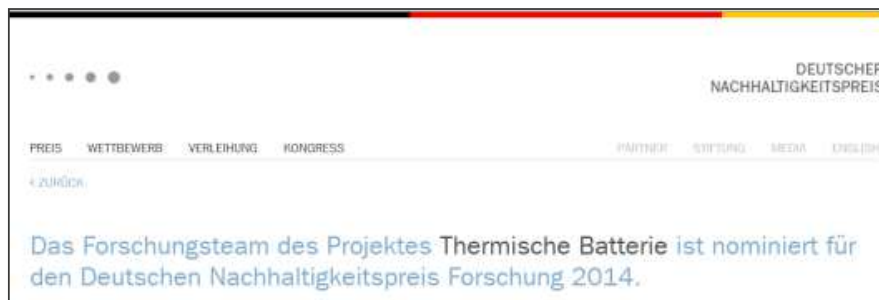 DEUTSCHER
NACHHALTIGKEITSPREIS
PREIS WETTBEWERB VERLEIHUNG KONGRESS PARTNER STIFTUNG MEDIA ENGLISH
< ZURÜCK
Das Forschungsteam des Projektes Thermische Batterie ist nominiert für
den Deutschen Nachhaltigkeitspreis Forschung 2014.